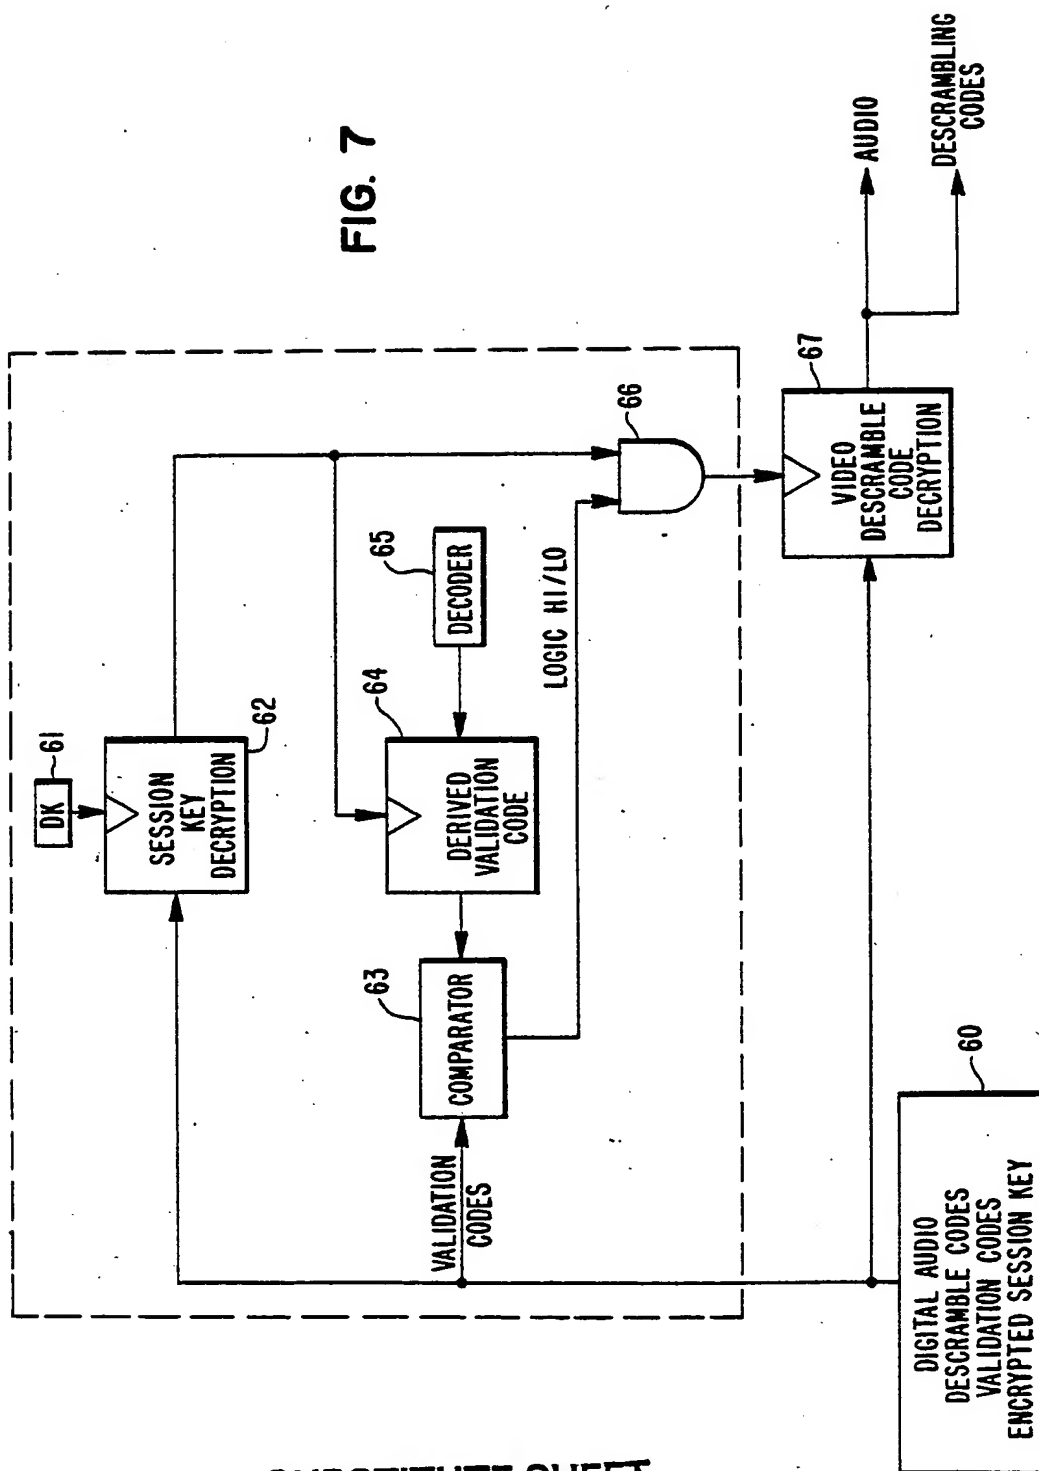 FIG. 7
61
DK
SESSION
KEY
DECRYPTION
62
65
DECODER
64
DERIVED
VALIDATION
CODE
63
COMPARATOR
VALIDATION
CODES
LOGIC HI/LO
66
67
VIDEO
DESCRAMBLE
CODE
DECRYPTION
AUDIO
DESCRAMBLING
CODES
60
DIGITAL AUDIO
DESCRAMBLE CODES
VALIDATION CODES
ENCRYPTED SESSION KEY
SUBSTITUTE SHEET